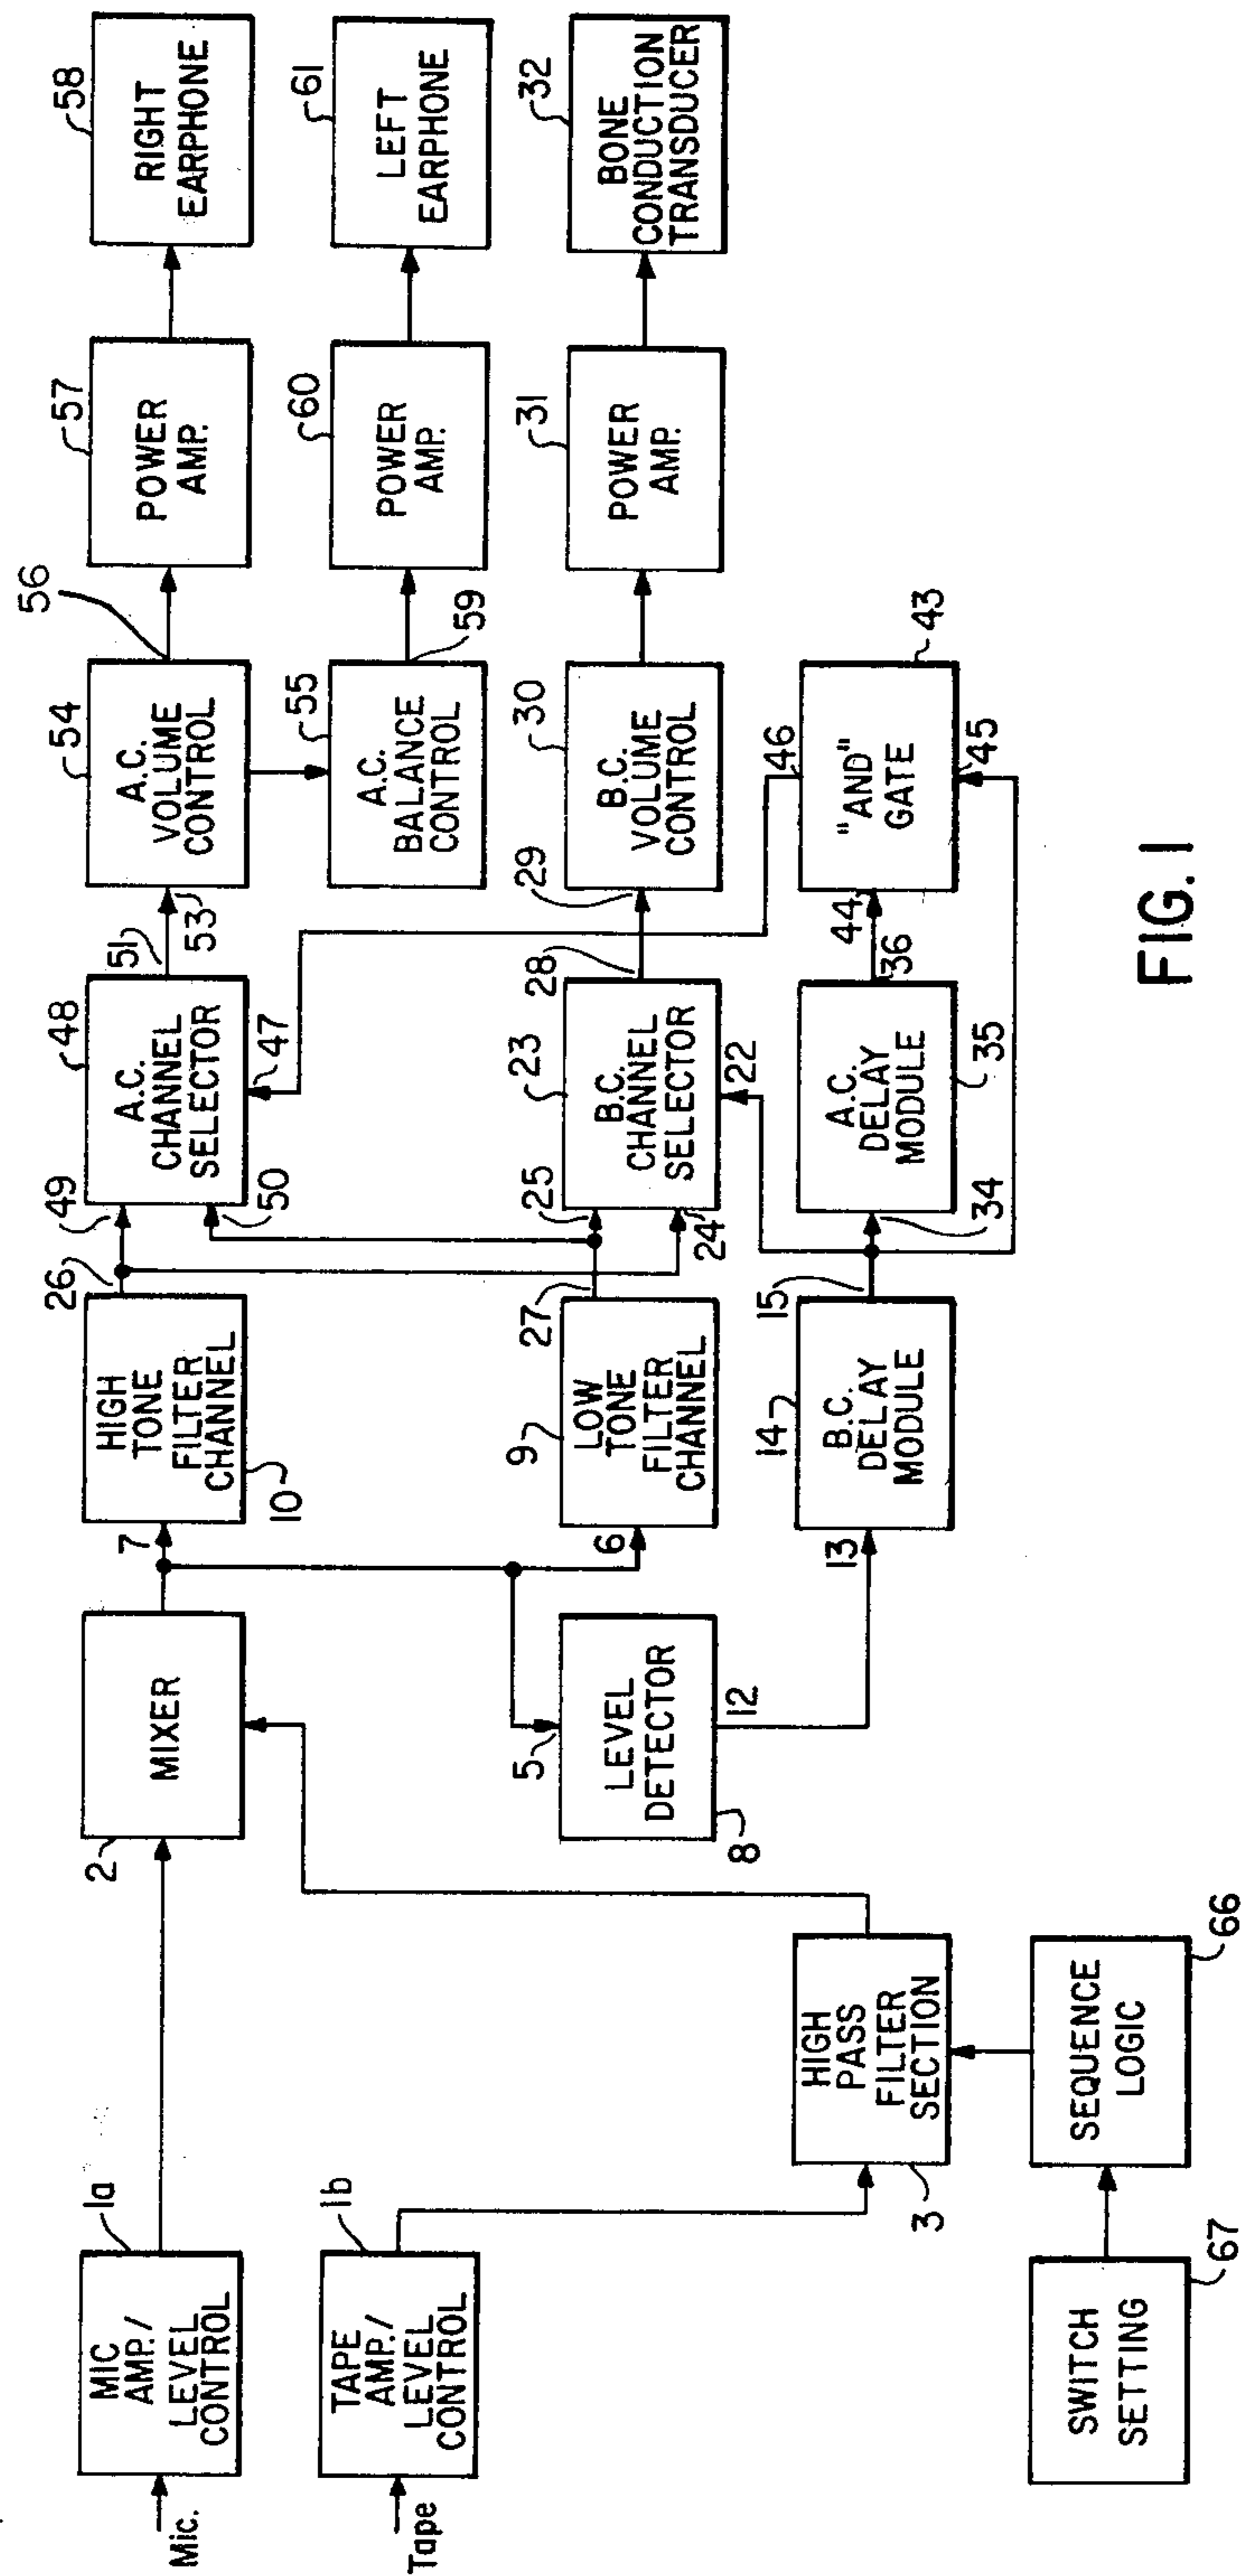 Mic.
MIC
AMP./
LEVEL
CONTROL
1a
Tape
TAPE
AMP./
LEVEL
CONTROL
1b
SWITCH
SETTING
67
SEQUENCE
LOGIC
66
HIGH
PASS
FILTER
SECTION
3
MIXER
2
LEVEL
DETECTOR
5
8
12
7
HIGH
TONE
FILTER
CHANNEL
10
26
6
LOW
TONE
FILTER
CHANNEL
9
27
13
B.C.
DELAY
MODULE
14
15
49
50
A.C.
CHANNEL
SELECTOR
48
47
51
25
24
B.C.
CHANNEL
SELECTOR
23
22
28
34
A.C.
DELAY
MODULE
35
36
53
A.C.
VOLUME
CONTROL
54
56
A.C.
BALANCE
CONTROL
55
59
29
B.C.
VOLUME
CONTROL
30
44
"AND"
GATE
46
45
43
POWER
AMP.
57
POWER
AMP.
60
POWER
AMP.
31
RIGHT
EARPHONE
58
LEFT
EARPHONE
61
BONE
CONDUCTION
TRANSDUCER
32
FIG. 1